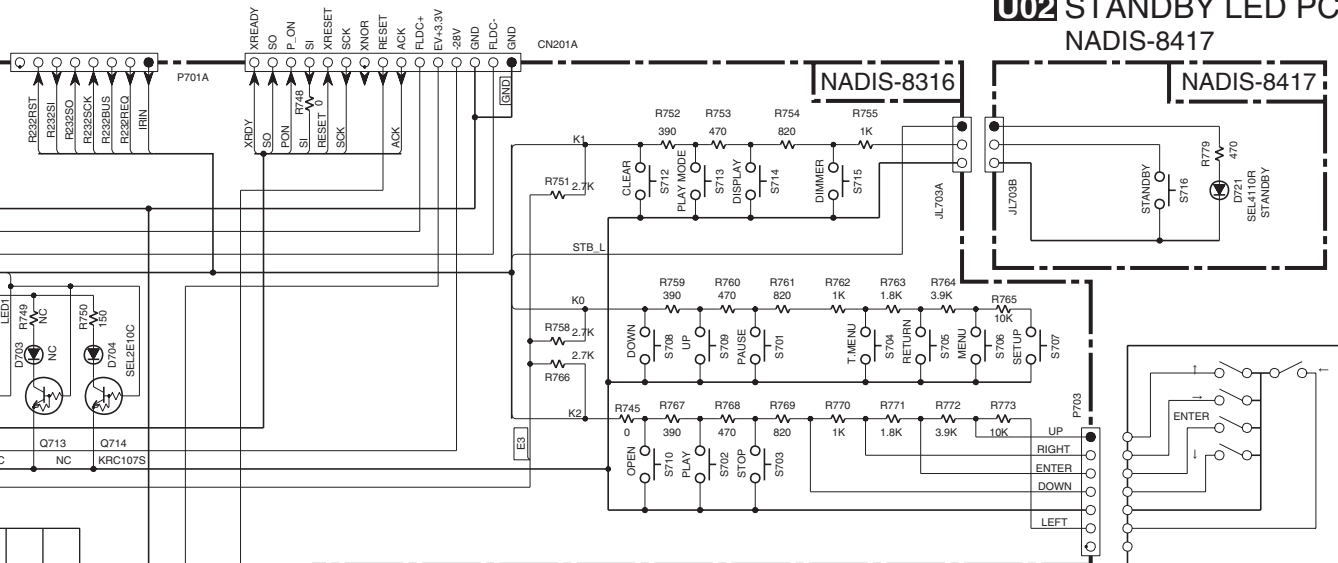 U02 STANDBY LED PC
NADIS-8417
XREADY
SO
P_ON
SI
XRESET
SCK
XNOR
RESET
ACK
FLDC+
EV+3.3V
-28V
GND
FLDC-
GND
CN201A
P701A
R232RST
R232SI
R232SO
R232SCK
R232BUS
R232REQ
IRIN
XRDY
SO
PON
SI
R748
0
RESET
SCK
ACK
GND
NADIS-8316
NADIS-8417
R752 R753 R754 R755
390 470 820 1K
K1
R751 2.7K
CLEAR
S712
PLAY MODE
S713
DISPLAY
S714
DIMMER
S715
JL703A
JL703B
STANDBY
S716
R779
470
D721
SEL4110R
STANDBY
STB_L
R759 R760 R761 R762 R763 R764
390 470 820 1K 1.8K 3.9K
R765
10K
K0
R758 2.7K
2.7K
R766
DOWN
S708
UP
S709
PAUSE
S701
T.MENU
S704
RETURN
S705
MENU
S706
SETUP
S707
LED1
R749
NC
R750
150
D703
NC
D704
SEL2E10C
Q713 Q714
C NC KRC107S
K2
E3
R745 R767 R768 R769 R770 R771 R772 R773
0 390 470 820 1K 1.8K 3.9K 10K
OPEN
S710
PLAY
S702
STOP
S703
P703
UP
RIGHT
ENTER
DOWN
LEFT
↑
←
→
ENTER
↓